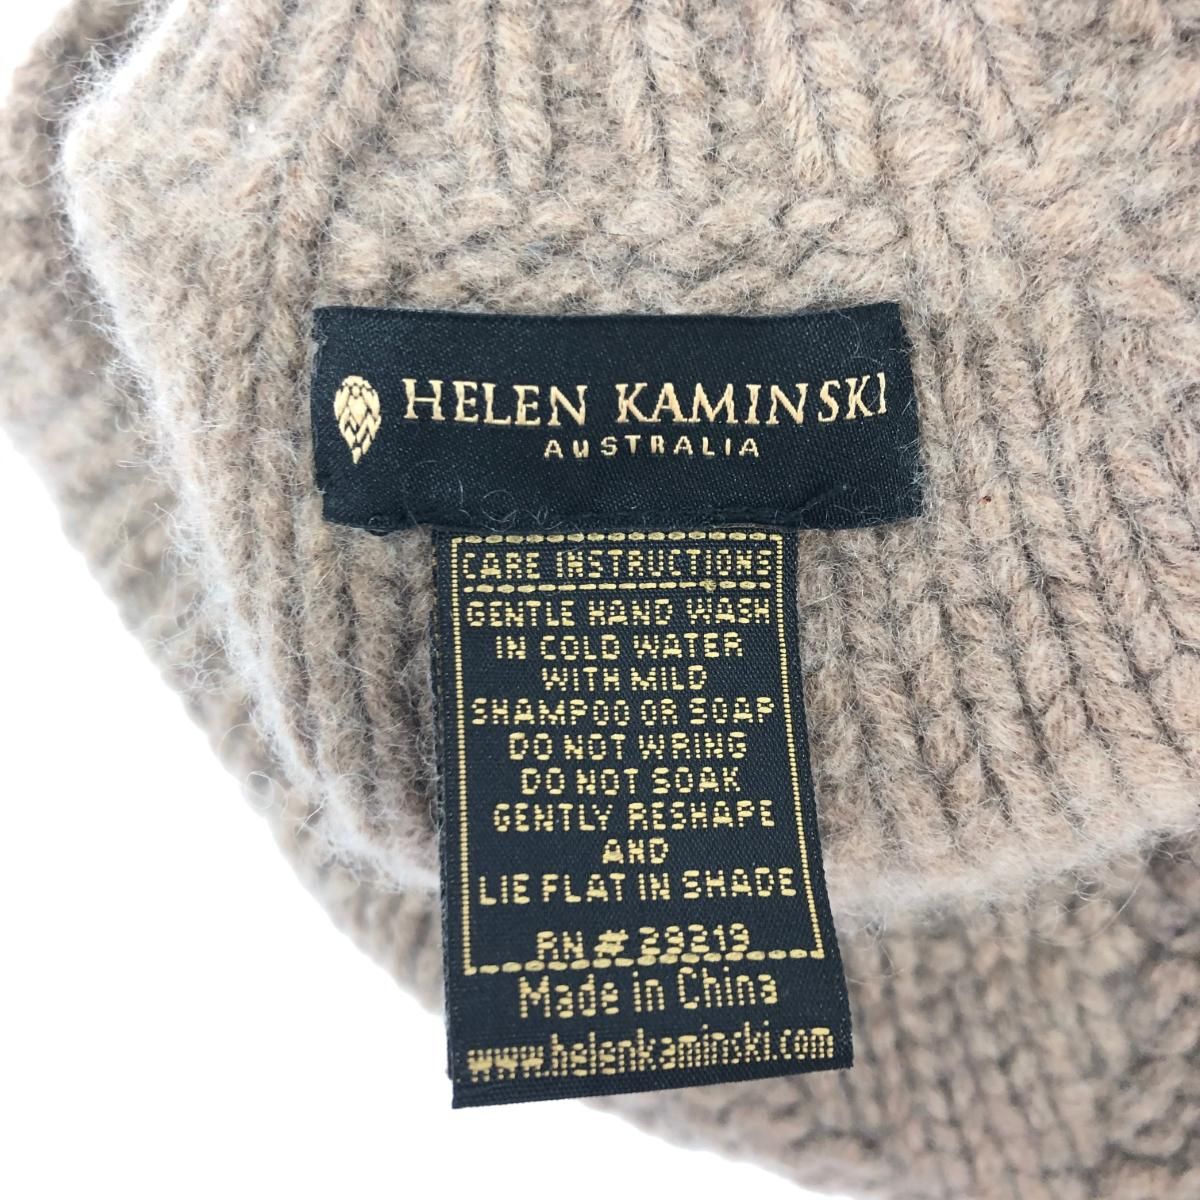 HELEN KAMINSKI
AUSTRALIA
CARE INSTRUCTIONS
GENTLE HAND WASH
IN COLD WATER
WITH MILD
SHAMPOO OR SOAP
DO NOT WRING
DO NOT SOAK
GENTLY RESHAPE
AND
LIE FLAT IN SHADE
RN # 29219
Made in China
www.helenkaminski.com